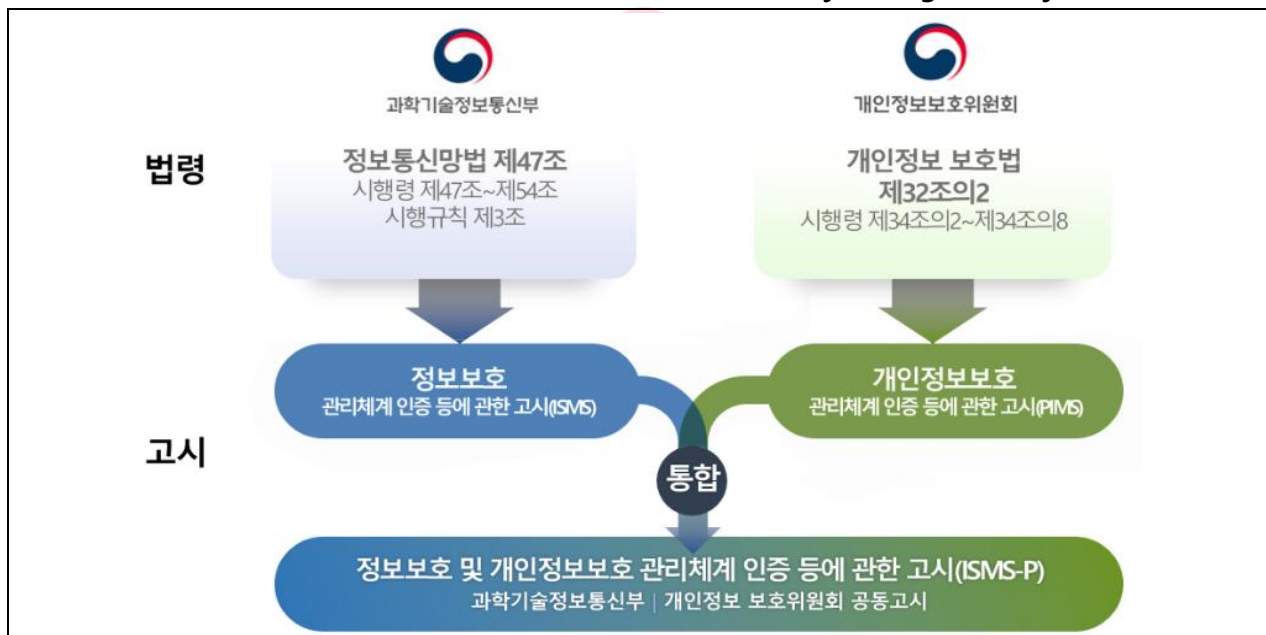 과학기술정보통신부
개인정보보호위원회
법령
정보통신망법 제47조
시행령 제47조~제54조
시행규칙 제3조
개인정보 보호법
제32조의2
시행령 제34조의2~제34조의8
정보보호
관리체계 인증 등에 관한 고시(ISMS)
개인정보보호
관리체계 인증 등에 관한 고시(PIMS)
고시
통합
정보보호 및 개인정보보호 관리체계 인증 등에 관한 고시(ISMS-P)
과학기술정보통신부 | 개인정보 보호위원회 공동고시